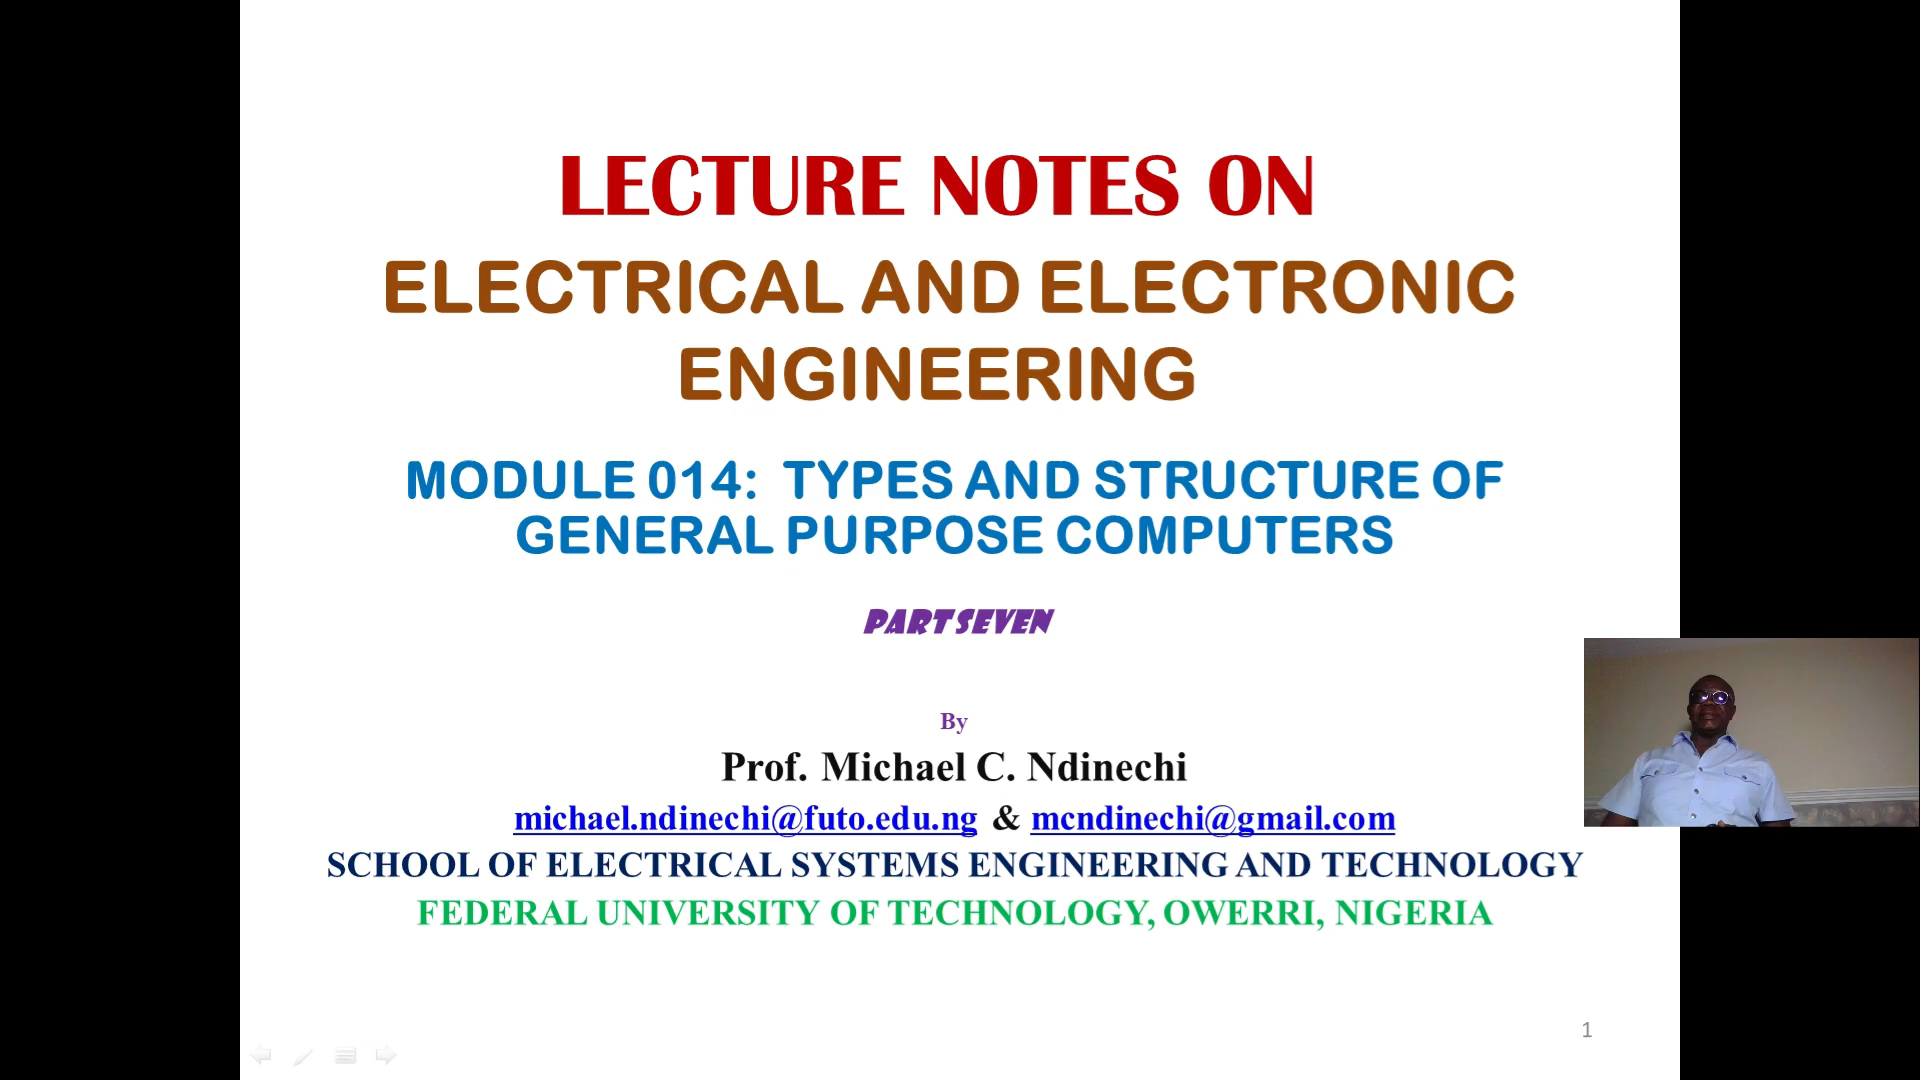 LECTURE NOTES ON
ELECTRICAL AND ELECTRONIC
ENGINEERING
MODULE 014: TYPES AND STRUCTURE OF
GENERAL PURPOSE COMPUTERS
PART SEVEN
By
Prof. Michael C. Ndinechi
michael.ndinechi@futo.edu.ng & mcndinechi@gmail.com
SCHOOL OF ELECTRICAL SYSTEMS ENGINEERING AND TECHNOLOGY
FEDERAL UNIVERSITY OF TECHNOLOGY, OWERRI, NIGERIA
1